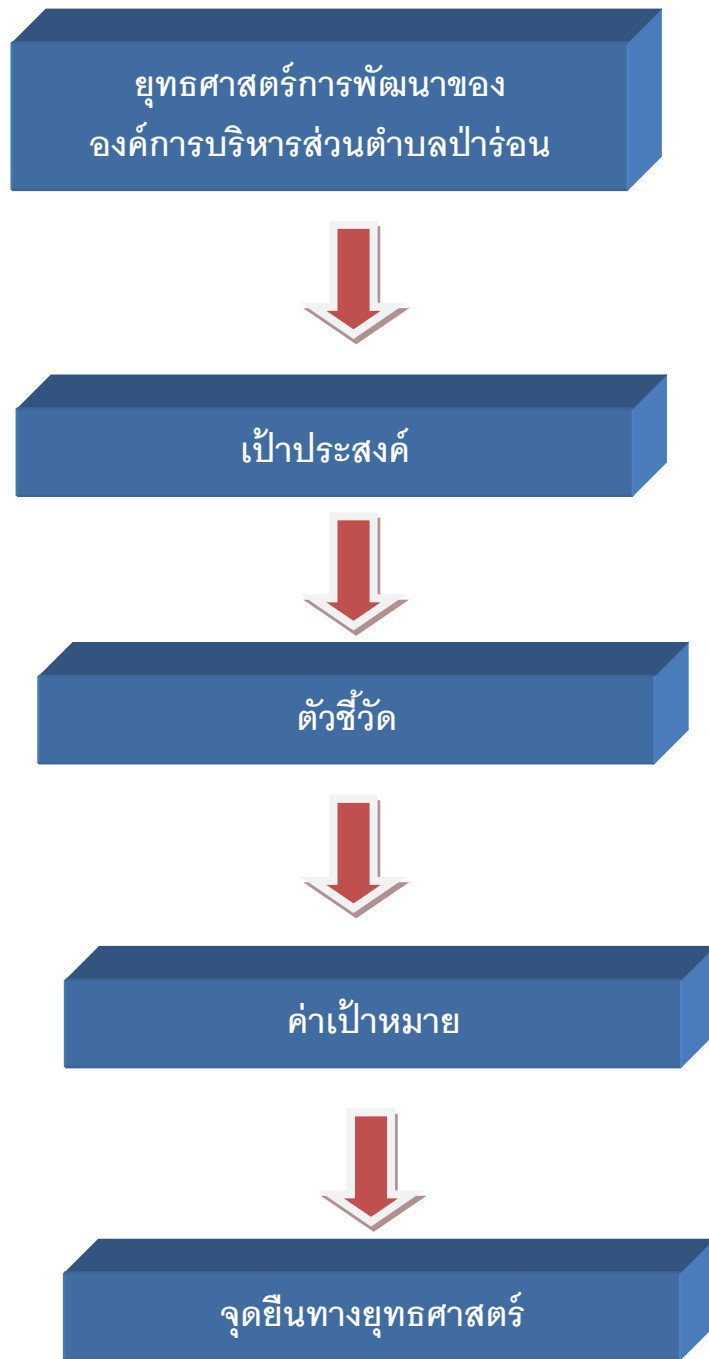 ยุทธศาสตร์การพัฒนาของ
องค์การบริหารส่วนตำบลป่าร่อน
เป้าประสงค์
ตัวชี้วัด
ค่าเป้าหมาย
จุดยืนทางยุทธศาสตร์